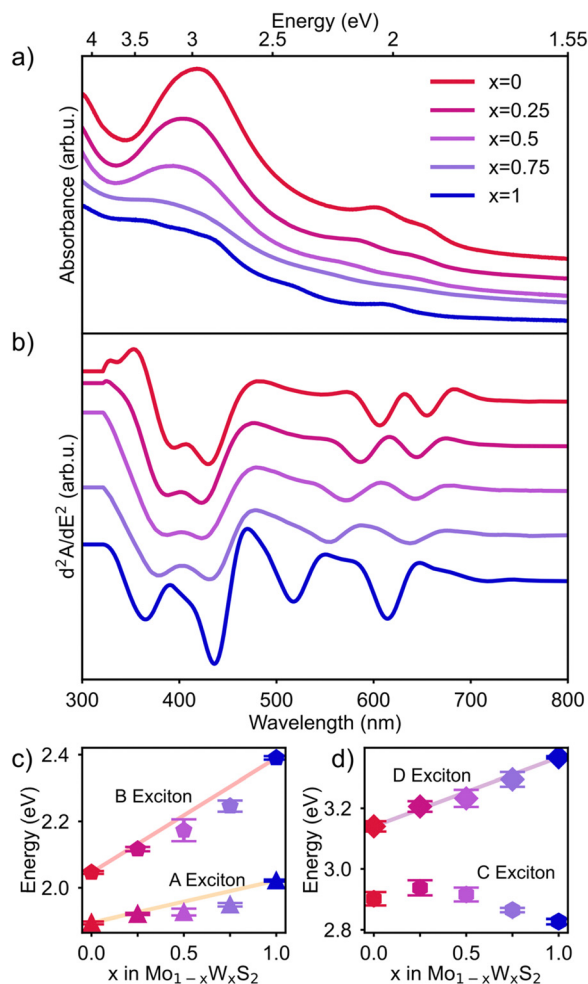 Energy (eV)
4 3.5 3 2.5 2 1.55
a)
Absorbance (arb.u.)
x=0
x=0.25
x=0.5
x=0.75
x=1
b)
d²A/dE² (arb.u.)
300 400 500 600 700 800
Wavelength (nm)
c)
Energy (eV)
2.4
2.2
2.0
B Exciton
A Exciton
0.0 0.5 1.0
x in Mo₁₋ₓWₓS₂
d)
Energy (eV)
3.2
3.0
2.8
D Exciton
C Exciton
0.0 0.5 1.0
x in Mo₁₋ₓWₓS₂